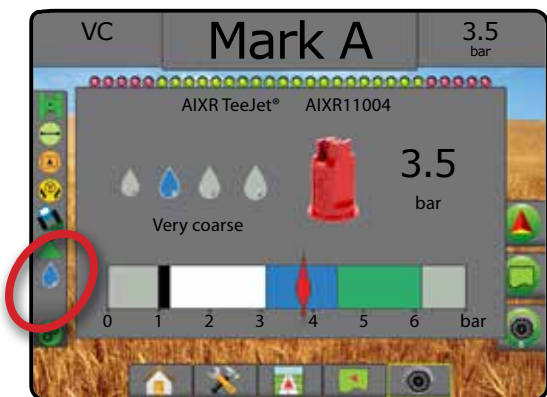 VC
Mark A
3.5
bar
AIXR TeeJet® AIXR11004
3.5
bar
Very coarse
0 1 2 3 4 5 6 bar